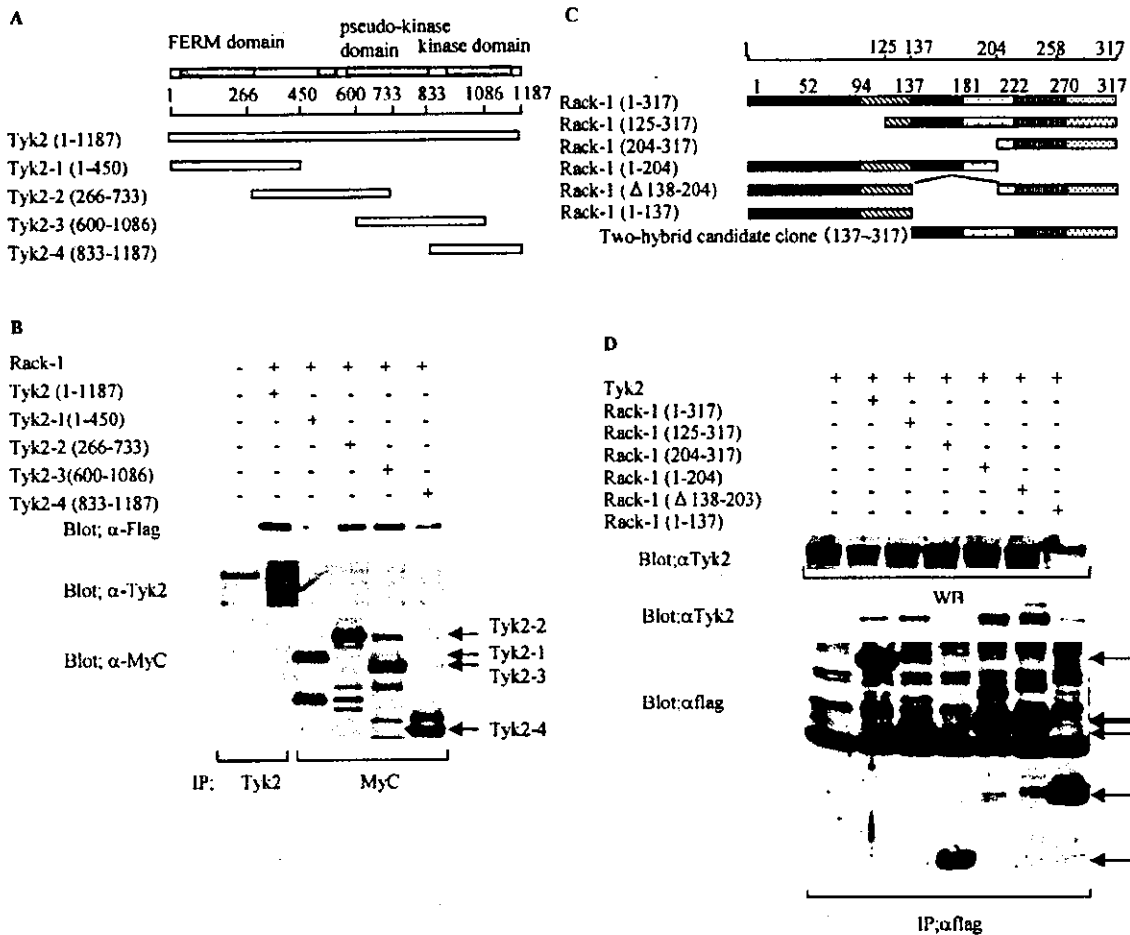 A
FERM domain
pseudo-kinase
domain
kinase domain
1 266 450 600 733 833 1086 1187
Tyk2 (1-1187)
Tyk2-1 (1-450)
Tyk2-2 (266-733)
Tyk2-3 (600-1086)
Tyk2-4 (833-1187)
B
Rack-1 - + + + + +
Tyk2 (1-1187) - + - - - -
Tyk2-1(1-450) - - + - - -
Tyk2-2 (266-733) - - - + - -
Tyk2-3(600-1086) - - - - + -
Tyk2-4 (833-1187) - - - - - +
Blot; α-Flag
Blot; α-Tyk2
Blot; α-MyC
Tyk2-2
Tyk2-1
Tyk2-3
Tyk2-4
IP; Tyk2 MyC
C
1 125 137 204 258 317
1 52 94 137 181 222 270 317
Rack-1 (1-317)
Rack-1 (125-317)
Rack-1 (204-317)
Rack-1 (1-204)
Rack-1 (Δ138-204)
Rack-1 (1-137)
Two-hybrid candidate clone (137~317)
D
Tyk2 + + + + + + +
Rack-1 (1-317) - + - - - - -
Rack-1 (125-317) - - + - - - -
Rack-1 (204-317) - - - + - - -
Rack-1 (1-204) - - - - + - -
Rack-1 (Δ138-203) - - - - - + -
Rack-1 (1-137) - - - - - - +
Blot;αTyk2
WB
Blot;αTyk2
Blot;αflag
IP;αflag